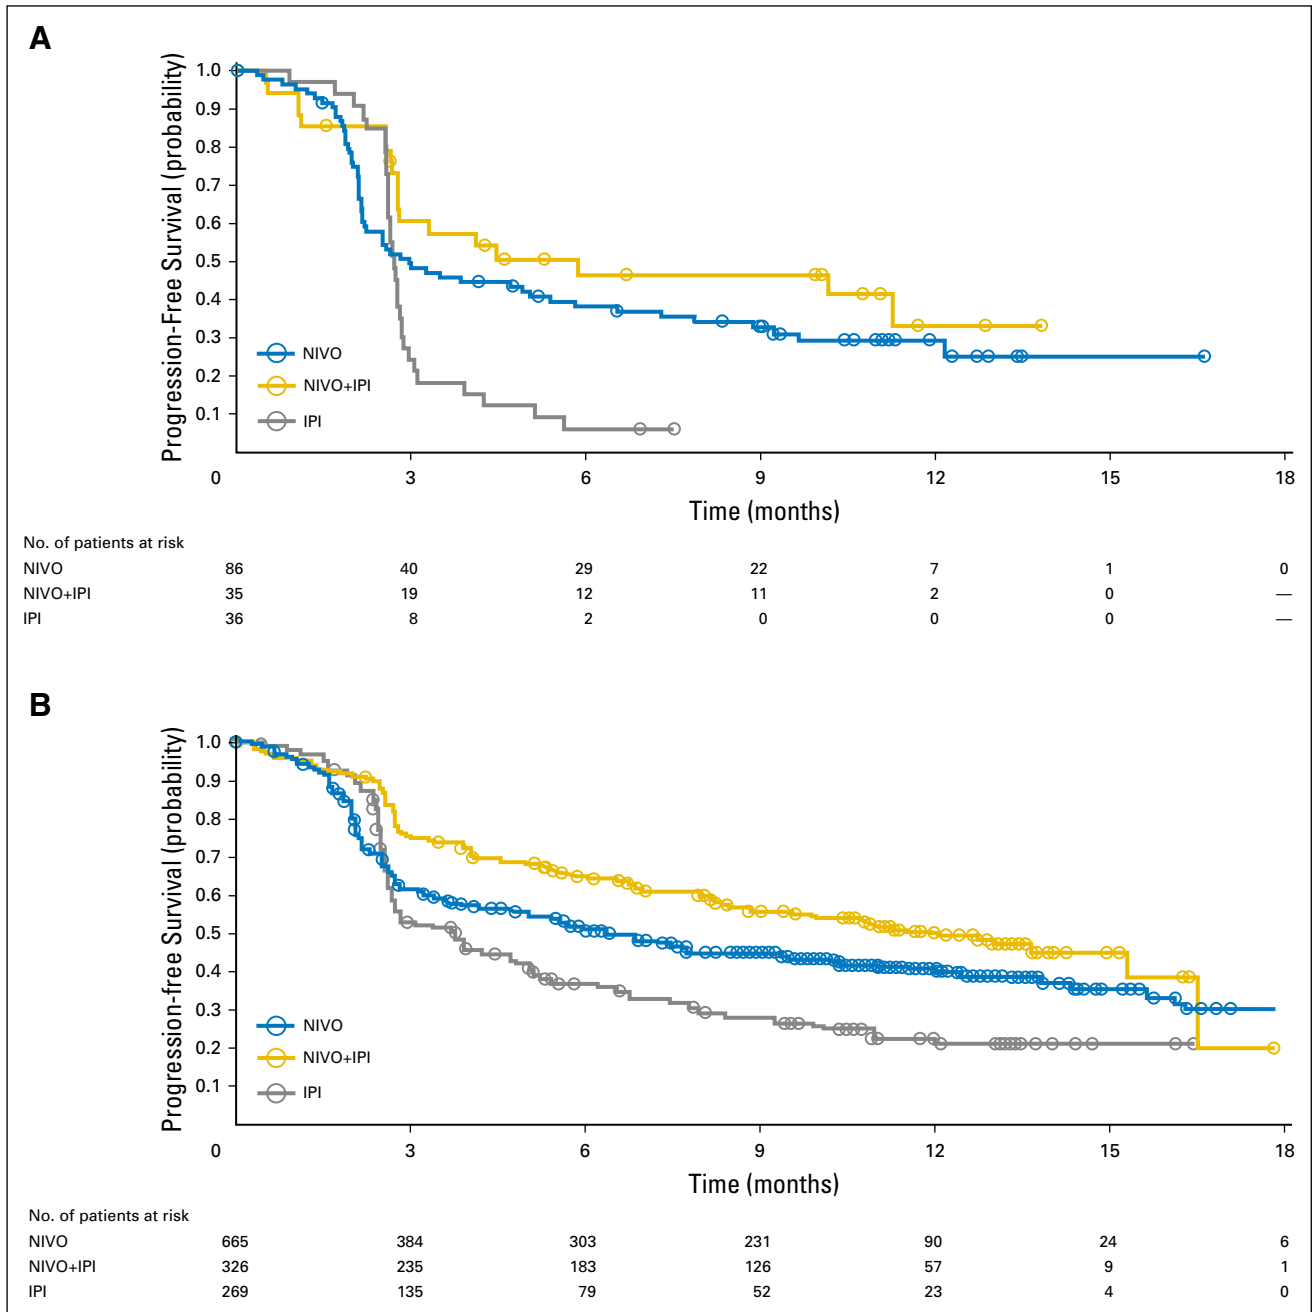 A
Progression-Free Survival (probability)
1.0
0.9
0.8
0.7
0.6
0.5
0.4
0.3
0.2
0.1
NIVO
NIVO+IPI
IPI
0 3 6 9 12 15 18
Time (months)
No. of patients at risk
NIVO 86 40 29 22 7 1 0
NIVO+IPI 35 19 12 11 2 0 —
IPI 36 8 2 0 0 0 —
B
Progression-free Survival (probability)
1.0
0.9
0.8
0.7
0.6
0.5
0.4
0.3
0.2
0.1
NIVO
NIVO+IPI
IPI
0 3 6 9 12 15 18
Time (months)
No. of patients at risk
NIVO 665 384 303 231 90 24 6
NIVO+IPI 326 235 183 126 57 9 1
IPI 269 135 79 52 23 4 0